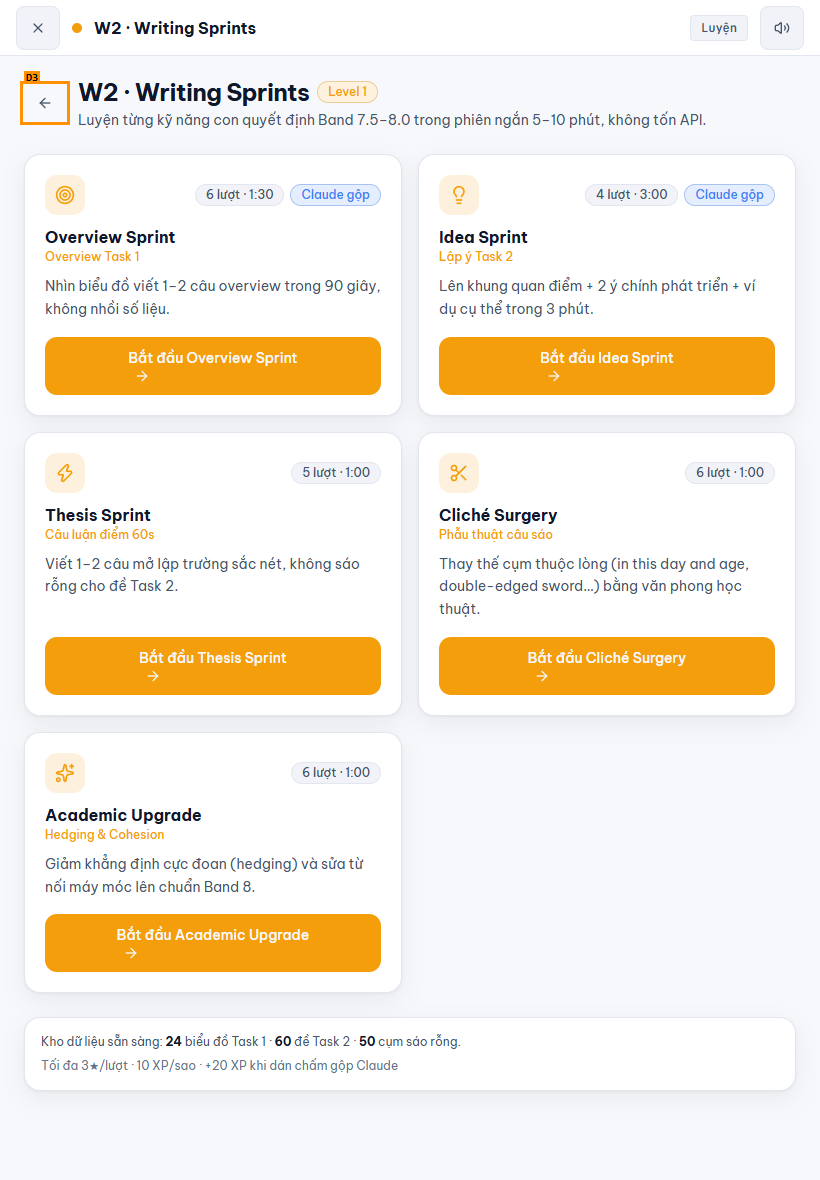 W2 · Writing Sprints
Luyện
D3
W2 · Writing Sprints
Level 1
Luyện từng kỹ năng con quyết định Band 7.5–8.0 trong phiên ngắn 5–10 phút, không tốn API.
6 lượt · 1:30
Claude gộp
Overview Sprint
Overview Task 1
Nhìn biểu đồ viết 1–2 câu overview trong 90 giây,
không nhồi số liệu.
Bắt đầu Overview Sprint
→
4 lượt · 3:00
Claude gộp
Idea Sprint
Lập ý Task 2
Lên khung quan điểm + 2 ý chính phát triển + ví
dụ cụ thể trong 3 phút.
Bắt đầu Idea Sprint
→
5 lượt · 1:00
Thesis Sprint
Câu luận điểm 60s
Viết 1–2 câu mở lập trường sắc nét, không sáo
rỗng cho đề Task 2.
Bắt đầu Thesis Sprint
→
6 lượt · 1:00
Cliché Surgery
Phẫu thuật câu sáo
Thay thế cụm thuộc lòng (in this day and age,
double-edged sword…) bằng văn phong học
thuật.
Bắt đầu Cliché Surgery
→
6 lượt · 1:00
Academic Upgrade
Hedging & Cohesion
Giảm khẳng định cực đoan (hedging) và sửa từ
nối máy móc lên chuẩn Band 8.
Bắt đầu Academic Upgrade
→
Kho dữ liệu sẵn sàng: 24 biểu đồ Task 1 · 60 đề Task 2 · 50 cụm sáo rỗng.
Tối đa 3★/lượt · 10 XP/sao · +20 XP khi dán chấm gộp Claude